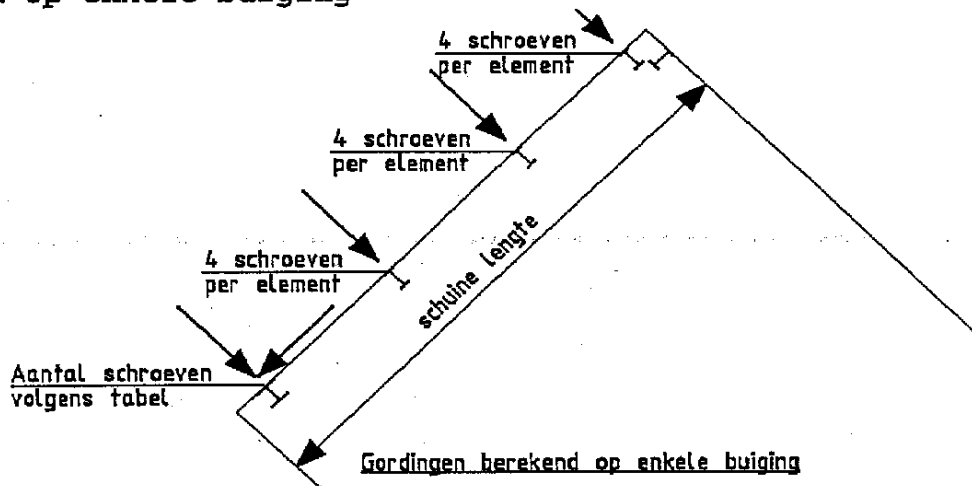 op enkele buiging
4 schroeven
per element
4 schroeven
per element
4 schroeven
per element
schuine lengte
Aantal schroeven
volgens tabel
Gordingen berekend op enkele buiging